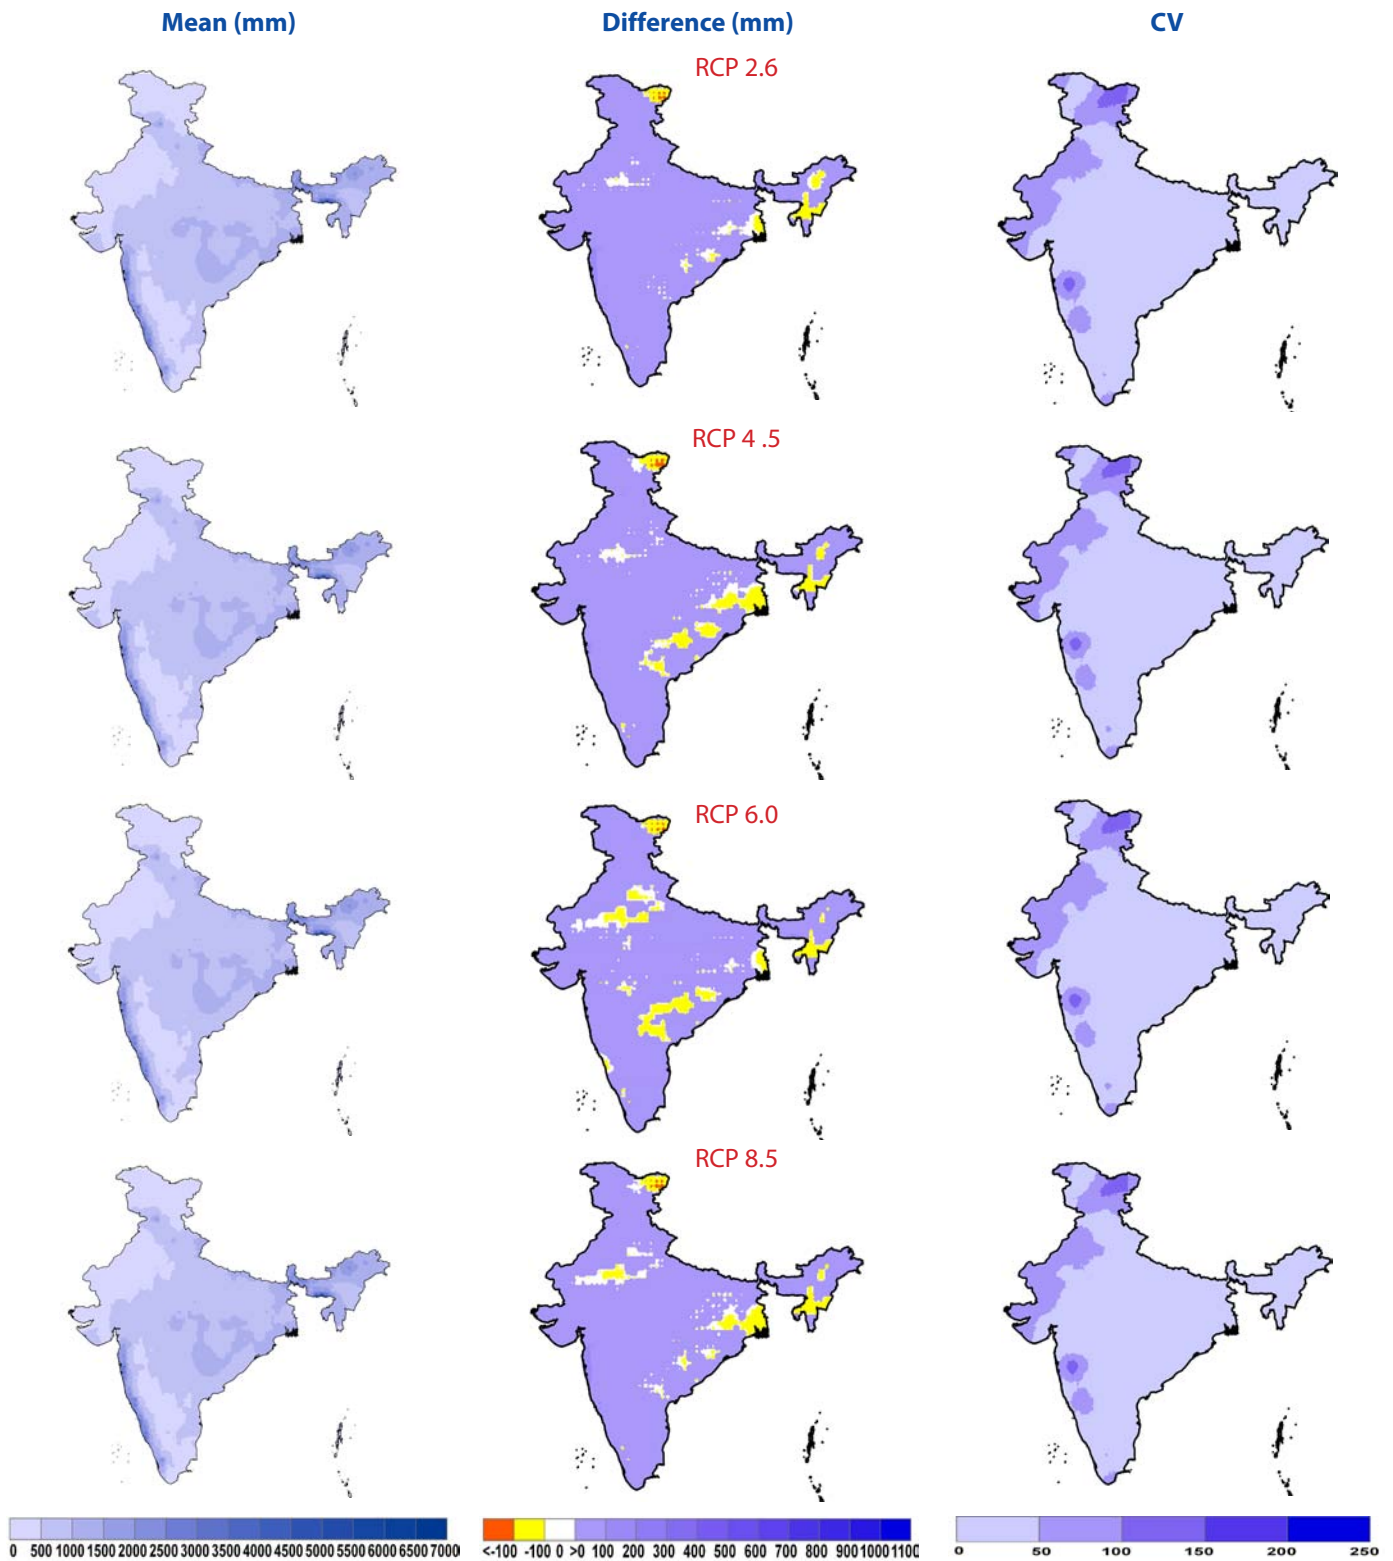 Mean (mm) Difference (mm) CV
RCP 2.6
RCP 4 .5
RCP 6.0
RCP 8.5
0 500 1000 1500 2000 2500 3000 3500 4000 4500 5000 5500 6000 6500 7000
<-100 -100 0 >0 100 200 300 400 500 600 700 800 900 1000 1100
0 50 100 150 200 250